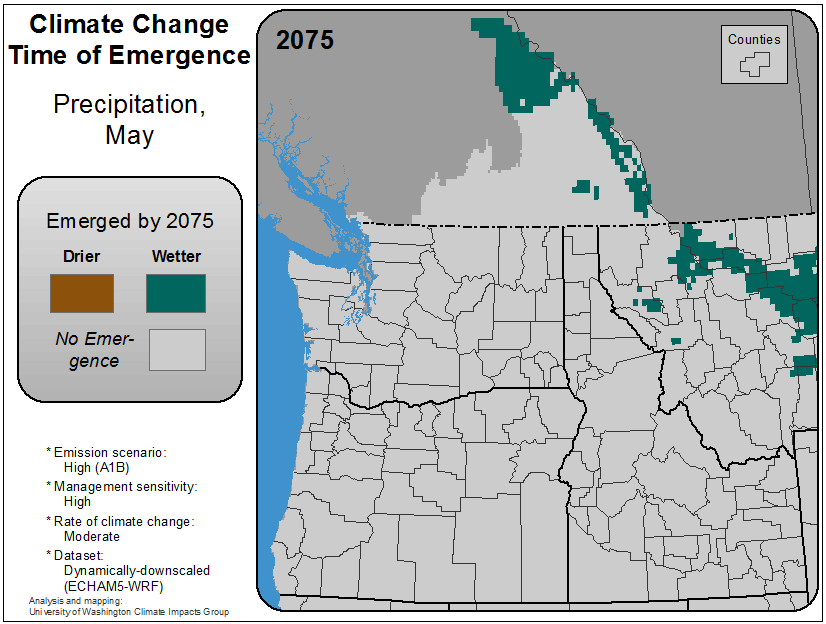 Climate Change
Time of Emergence
Precipitation,
May
Emerged by 2075
Drier
Wetter
No Emer-
gence
* Emission scenario:
High (A1B)
* Management sensitivity:
High
* Rate of climate change:
Moderate
* Dataset:
Dynamically-downscaled
(ECHAM5-WRF)
Analysis and mapping:
University of Washington Climate Impacts Group
2075
Counties